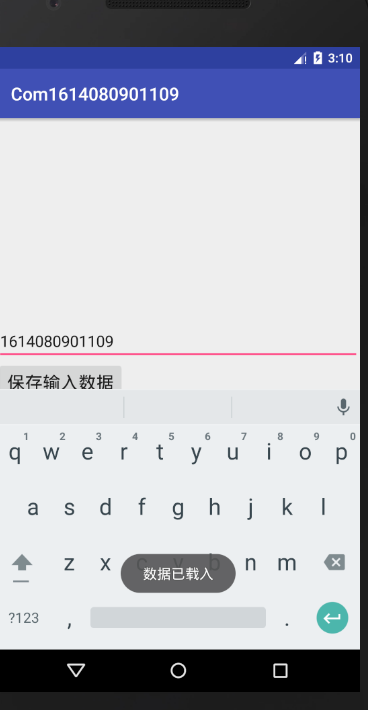 3:10
Com1614080901109
1614080901109
保存输入数据
1 2 3 4 5 6 7 8 9 0
q w e r t y u i o p
a s d f g h j k l
z x c v b n m
数据已载入
?123 , .